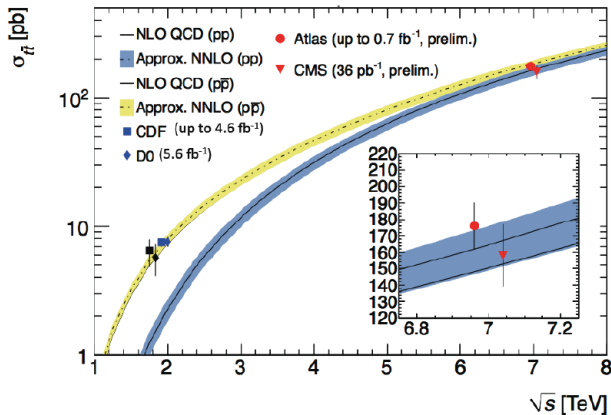 σtt̄ [pb]
10²
10
1
NLO QCD (pp)
Approx. NNLO (pp)
NLO QCD (pp̄)
Approx. NNLO (pp̄)
CDF (up to 4.6 fb⁻¹)
D0 (5.6 fb⁻¹)
Atlas (up to 0.7 fb⁻¹, prelim.)
CMS (36 pb⁻¹, prelim.)
220
210
200
190
180
170
160
150
140
130
120
6.8 7 7.2
1 2 3 4 5 6 7 8
√s [TeV]